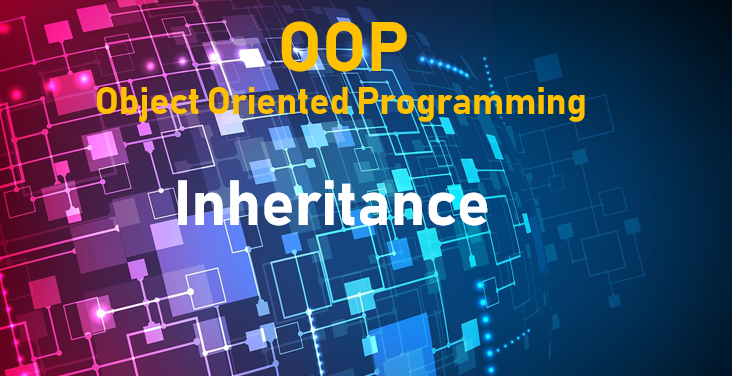 OOP
Object Oriented Programming
Inheritance